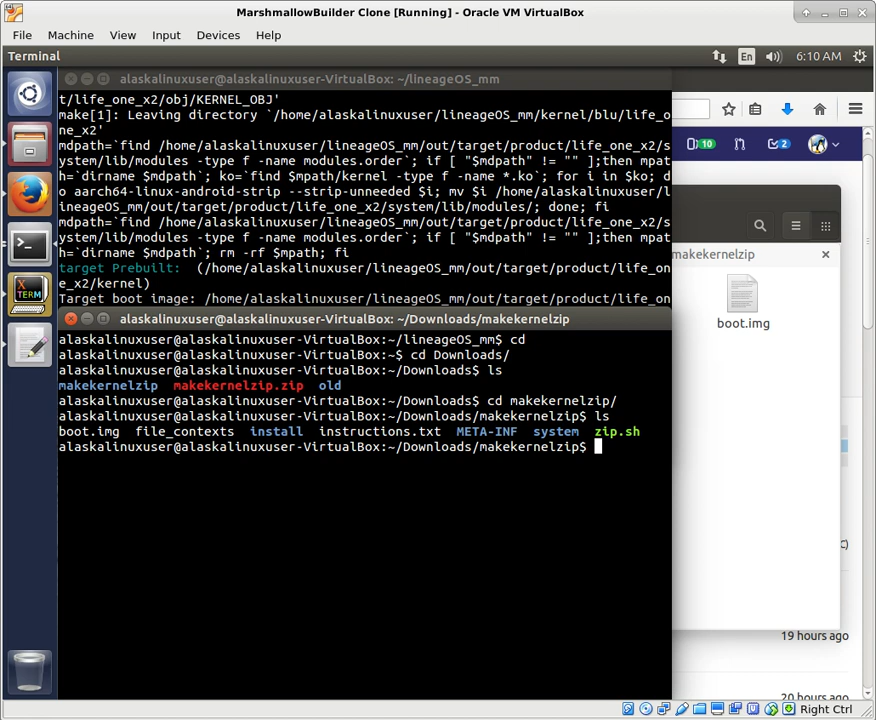 MarshmallowBuilder Clone [Running] - Oracle VM VirtualBox
File Machine View Input Devices Help
Terminal
En
6:10 AM
alaskalinuxuser@alaskalinuxuser-VirtualBox: ~/lineageOS_mm
t/life_one_x2/obj/KERNEL_OBJ'
make[1]: Leaving directory `/home/alaskalinuxuser/lineageOS_mm/kernel/blu/life_o
ne_x2'
mdpath=`find /home/alaskalinuxuser/lineageOS_mm/out/target/product/life_one_x2/s
ystem/lib/modules -type f -name modules.order`; if [ "$mdpath" != "" ];then mpat
h=`dirname $mdpath`; ko=`find $mpath/kernel -type f -name *.ko`; for i in $ko; d
o aarch64-linux-android-strip --strip-unneeded $i; mv $i /home/alaskalinuxuser/l
ineageOS_mm/out/target/product/life_one_x2/system/lib/modules/; done; fi
mdpath=`find /home/alaskalinuxuser/lineageOS_mm/out/target/product/life_one_x2/s
ystem/lib/modules -type f -name modules.order`; if [ "$mdpath" != "" ];then mpat
h=`dirname $mdpath`; rm -rf $mpath; fi
target Prebuilt:  (/home/alaskalinuxuser/lineageOS_mm/out/target/product/life_on
e_x2/kernel)
Target boot image: /home/alaskalinuxuser/lineageOS_mm/out/target/product/life_on
10
2
makekernelzip
boot.img
alaskalinuxuser@alaskalinuxuser-VirtualBox: ~/Downloads/makekernelzip
alaskalinuxuser@alaskalinuxuser-VirtualBox:~/lineageOS_mm$ cd
alaskalinuxuser@alaskalinuxuser-VirtualBox:~$ cd Downloads/
alaskalinuxuser@alaskalinuxuser-VirtualBox:~/Downloads$ ls
makekernelzip  makekernelzip.zip  old
alaskalinuxuser@alaskalinuxuser-VirtualBox:~/Downloads$ cd makekernelzip/
alaskalinuxuser@alaskalinuxuser-VirtualBox:~/Downloads/makekernelzip$ ls
boot.img  file_contexts  install  instructions.txt  META-INF  system  zip.sh
alaskalinuxuser@alaskalinuxuser-VirtualBox:~/Downloads/makekernelzip$
X
TERM
19 hours ago
20 hours ago
Right Ctrl